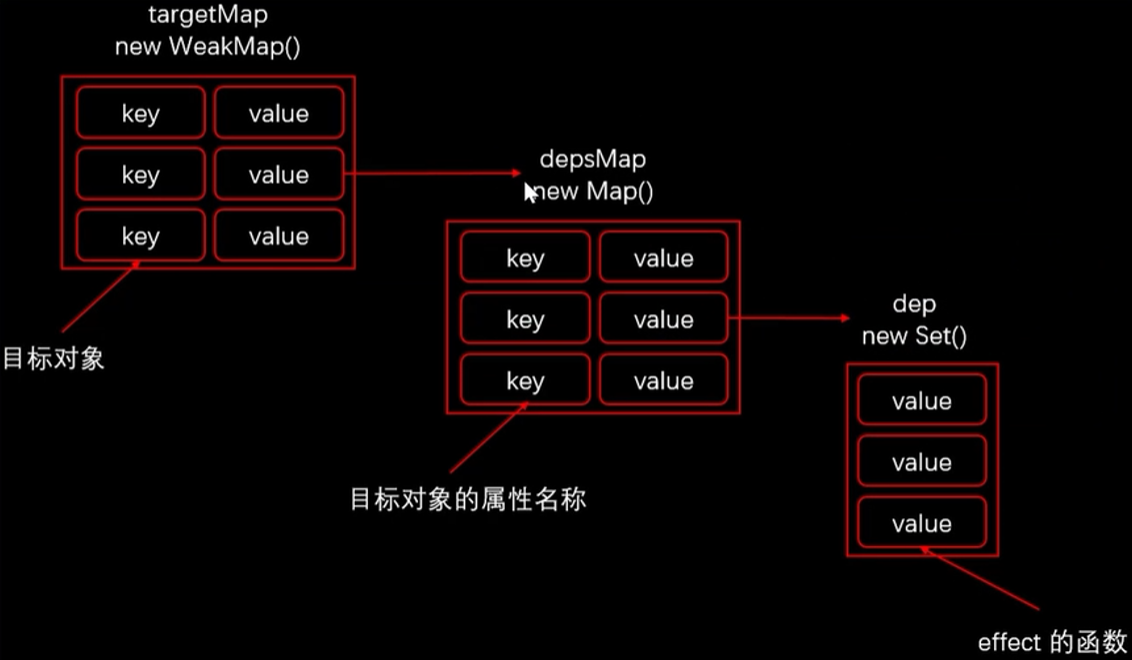 targetMap
new WeakMap()
key value
key value
key value
目标对象
depsMap
new Map()
key value
key value
key value
目标对象的属性名称
dep
new Set()
value
value
value
effect 的函数